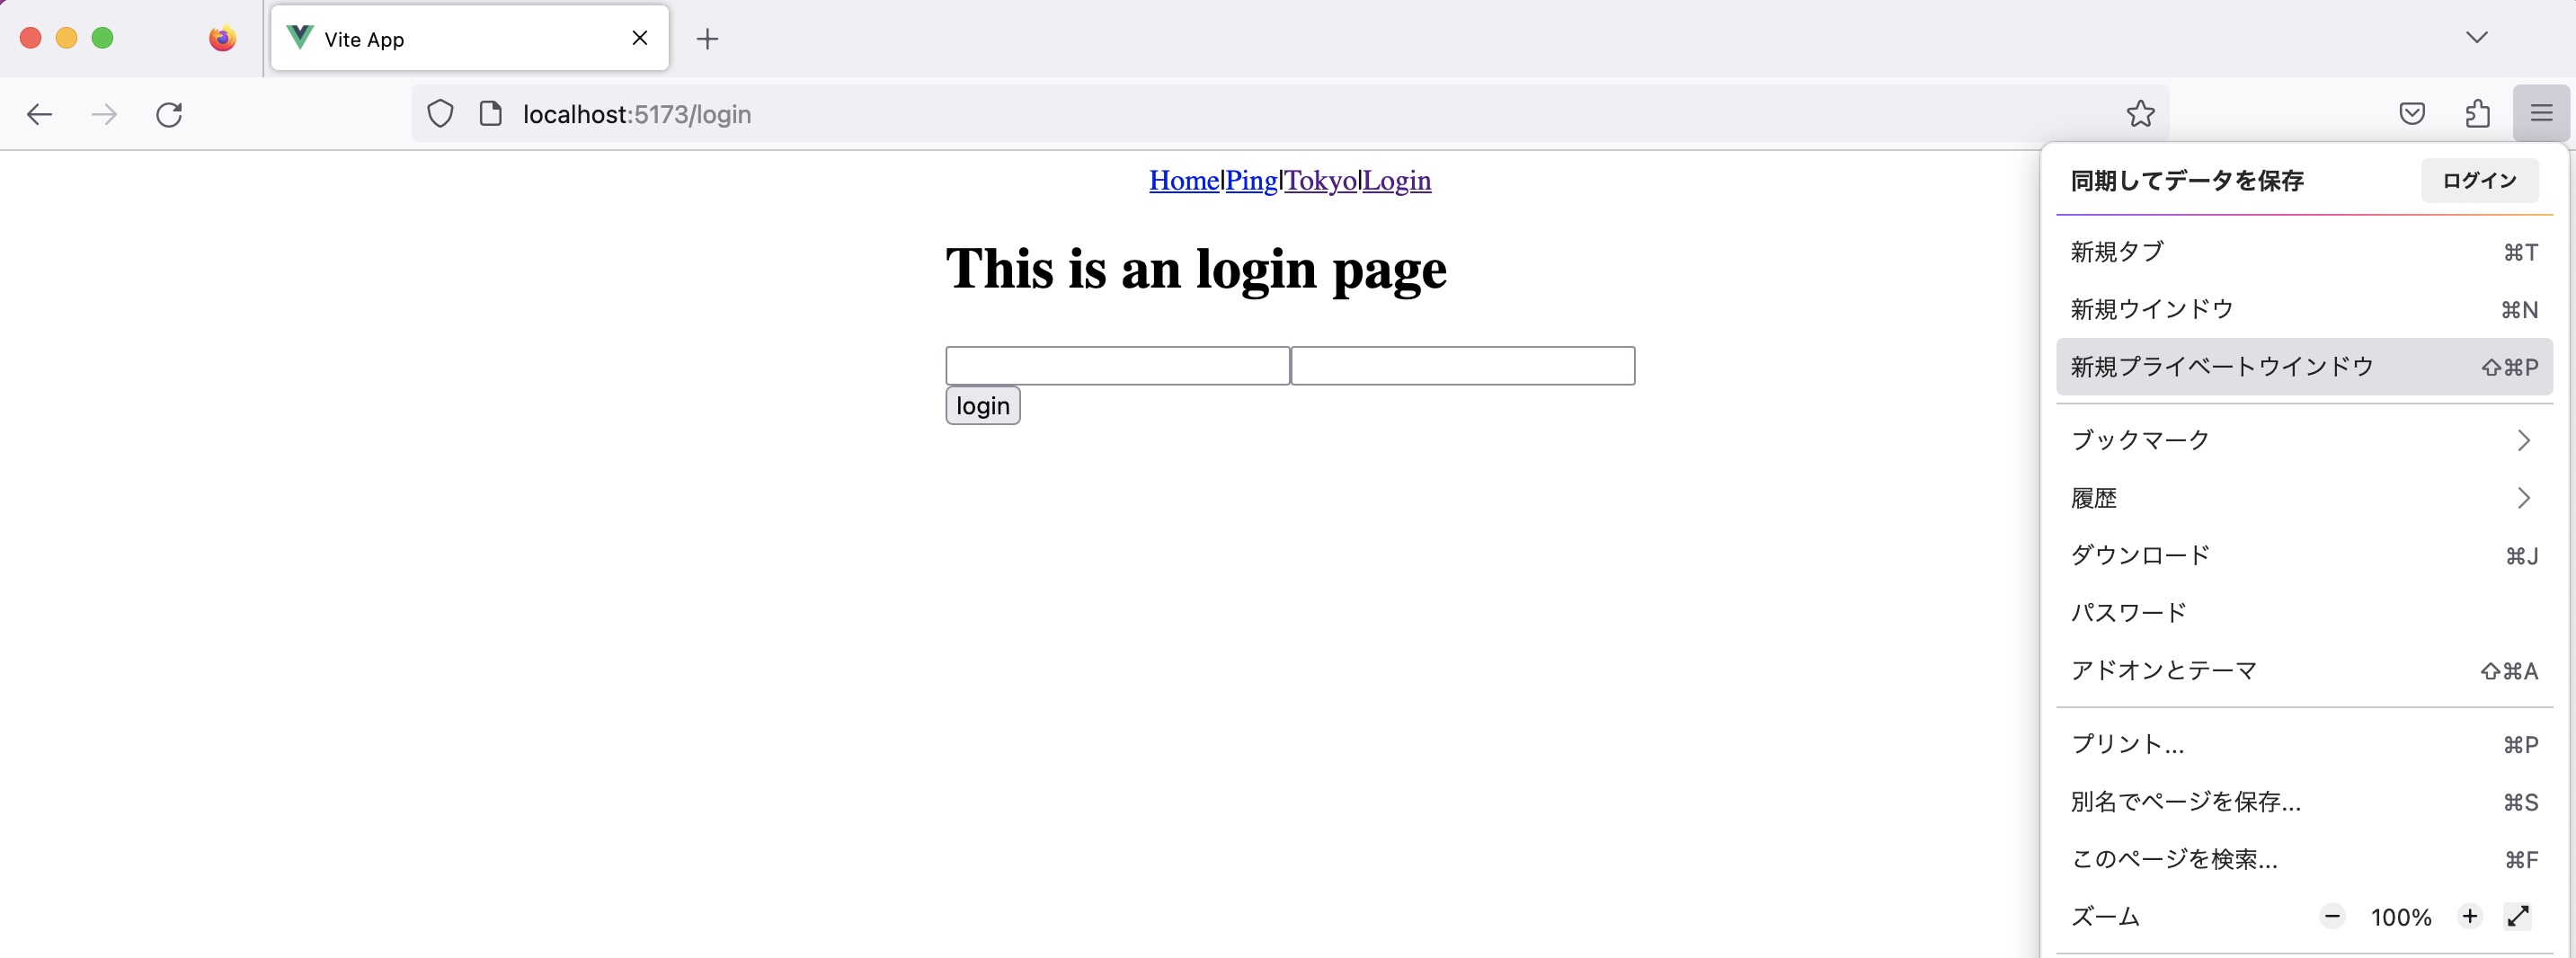 Vite App
localhost:5173/login
Home|Ping|Tokyo|Login
This is an login page
login
同期してデータを保存 ログイン
新規タブ ⌘T
新規ウインドウ ⌘N
新規プライベートウインドウ ⇧⌘P
ブックマーク
履歴
ダウンロード ⌘J
パスワード
アドオンとテーマ ⇧⌘A
プリント... ⌘P
別名でページを保存... ⌘S
このページを検索... ⌘F
ズーム − 100% +